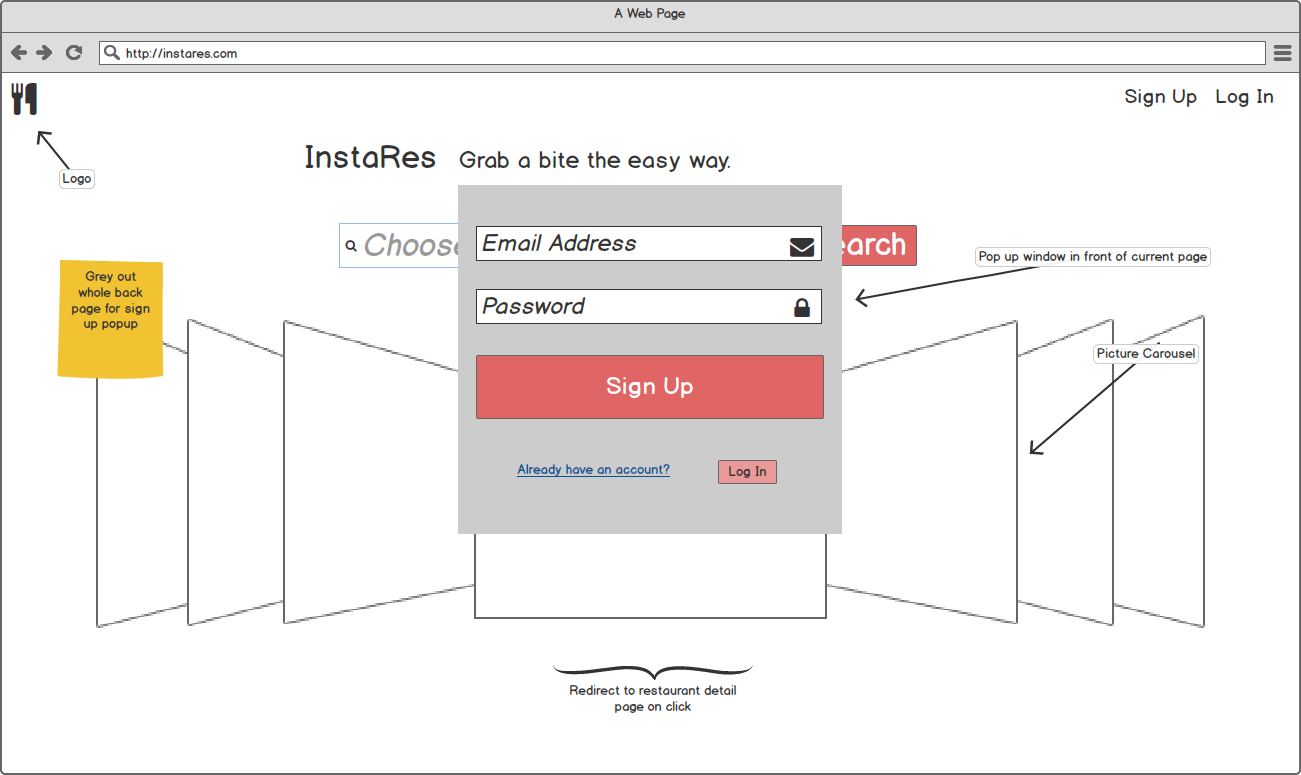 A Web Page
http://instares.com
Sign Up Log In
InstaRes Grab a bite the easy way.
Logo
Choose
earch
Email Address
Pop up window in front of current page
Grey out
whole back
page for sign
up popup
Password
Picture Carousel
Sign Up
Already have an account?
Log In
Redirect to restaurant detail
page on click